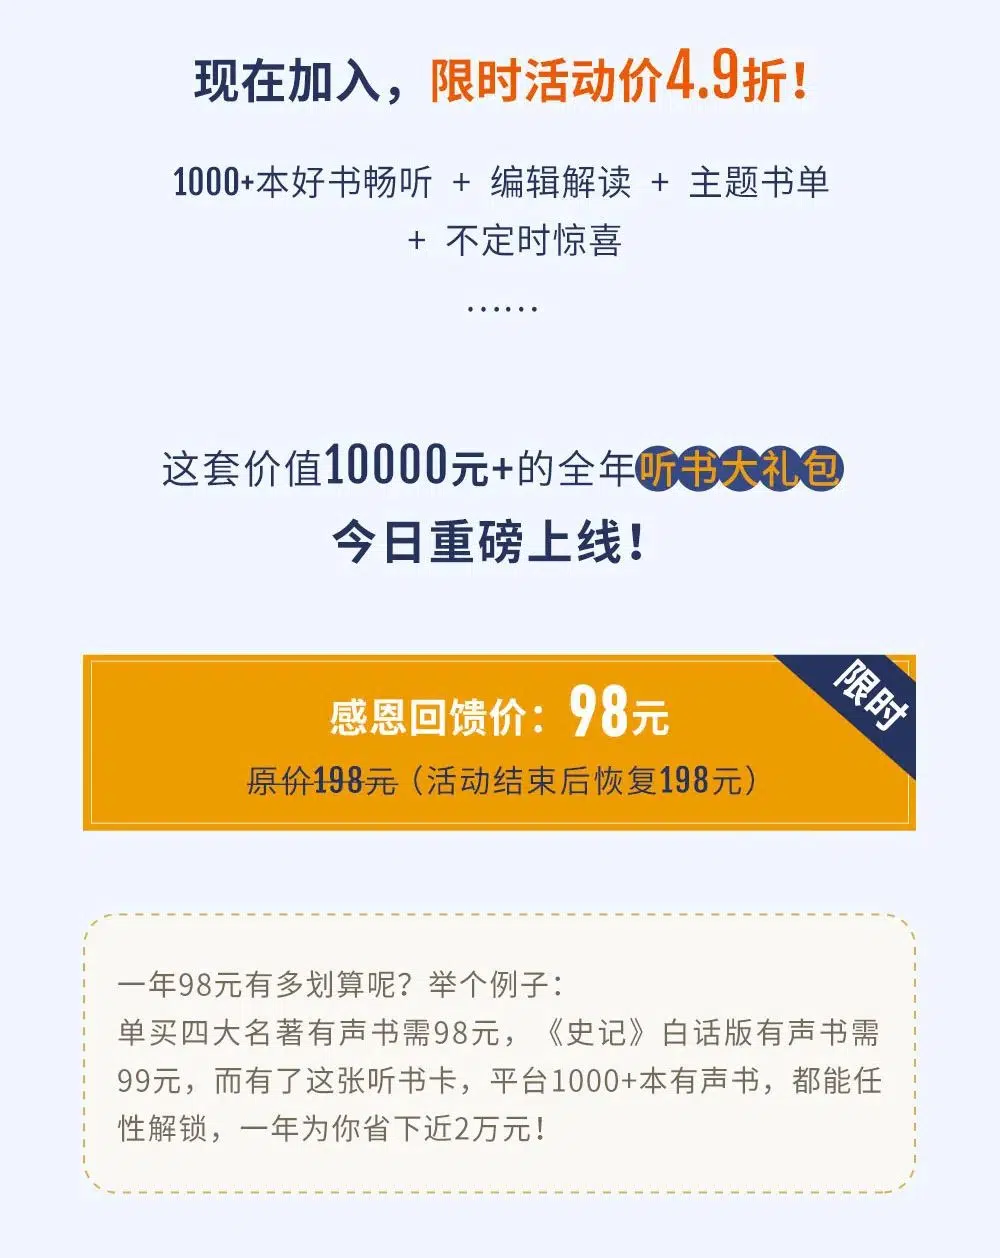 现在加入，限时活动价4.9折！
1000+本好书畅听 + 编辑解读 + 主题书单
+ 不定时惊喜
……
这套价值10000元+的全年听书大礼包
今日重磅上线！
限时
感恩回馈价：98元
原价198元（活动结束后恢复198元）
一年98元有多划算呢？举个例子：
单买四大名著有声书需98元，《史记》白话版有声书需
99元，而有了这张听书卡，平台1000+本有声书，都能任
性解锁，一年为你省下近2万元！